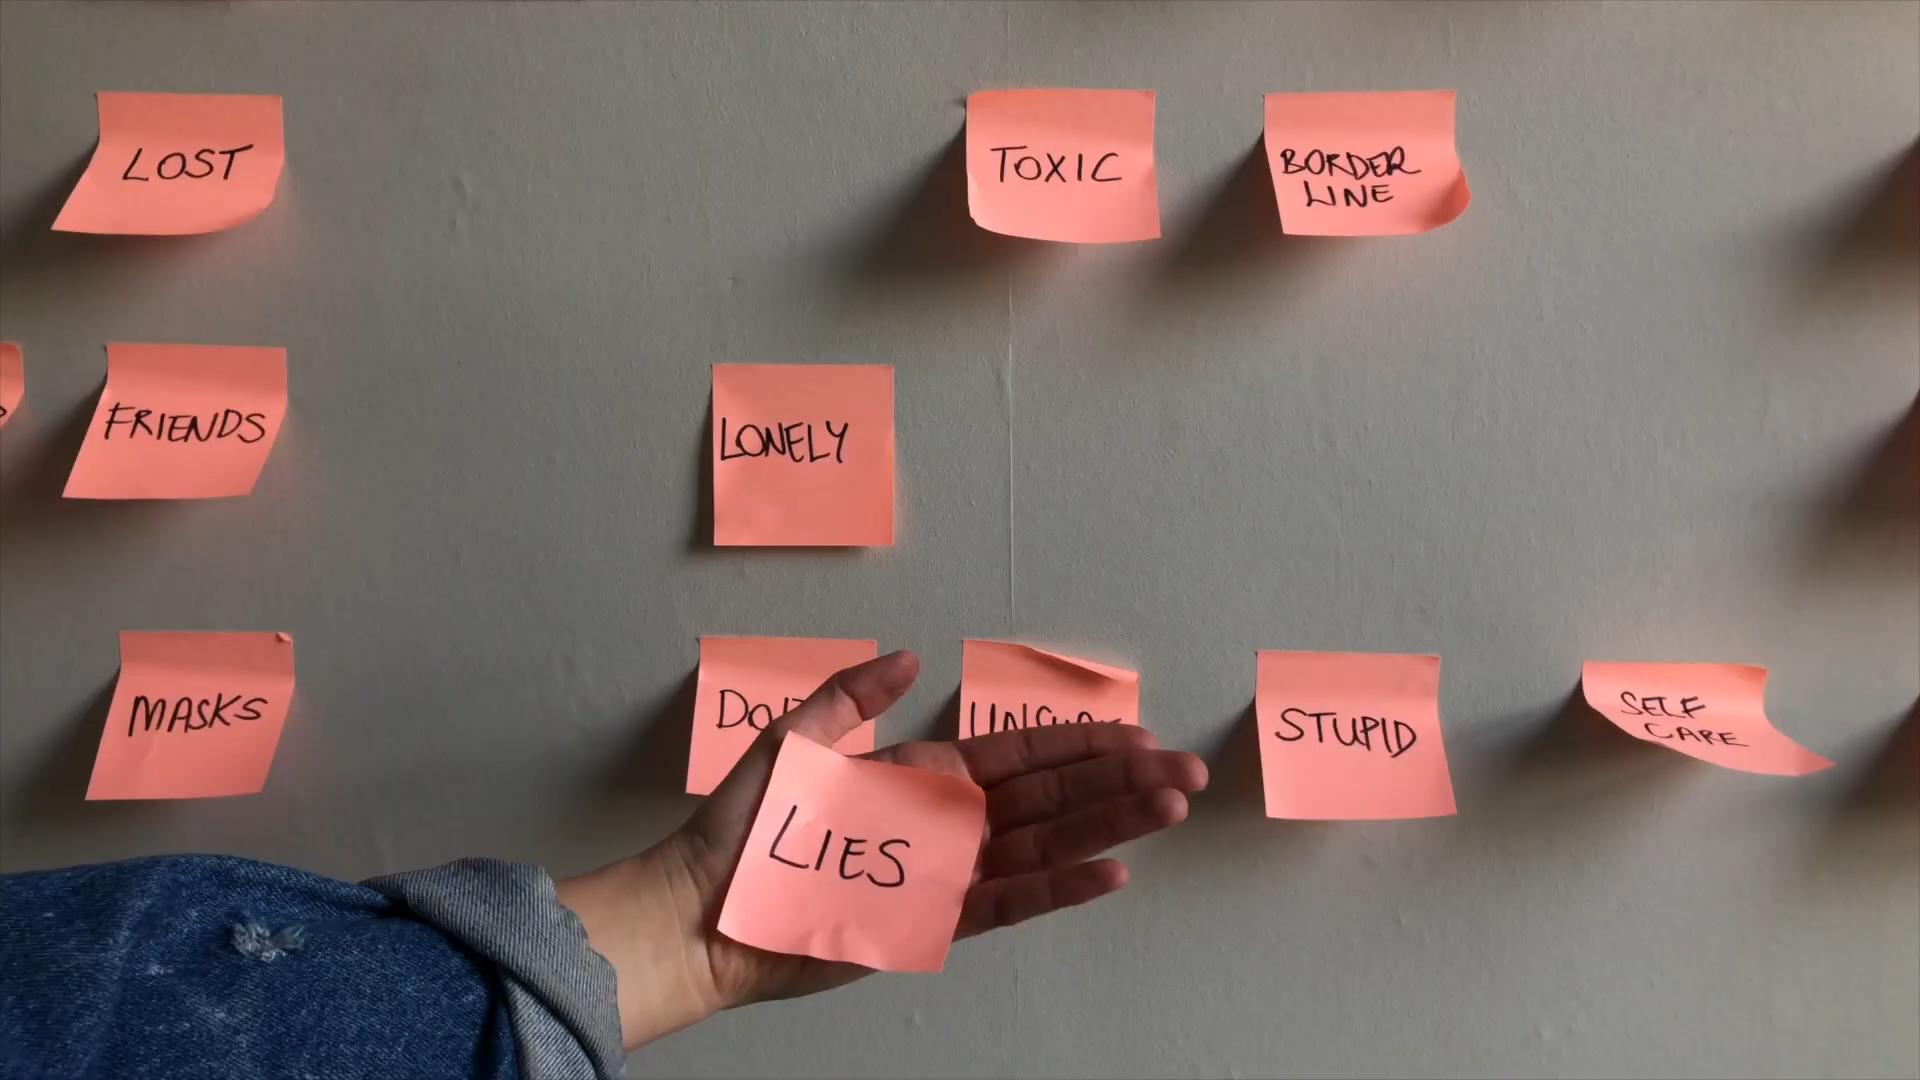 LOST
TOXIC
BORDER
LINE
FRIENDS
LONELY
MASKS
STUPID
SELF
CARE
LIES